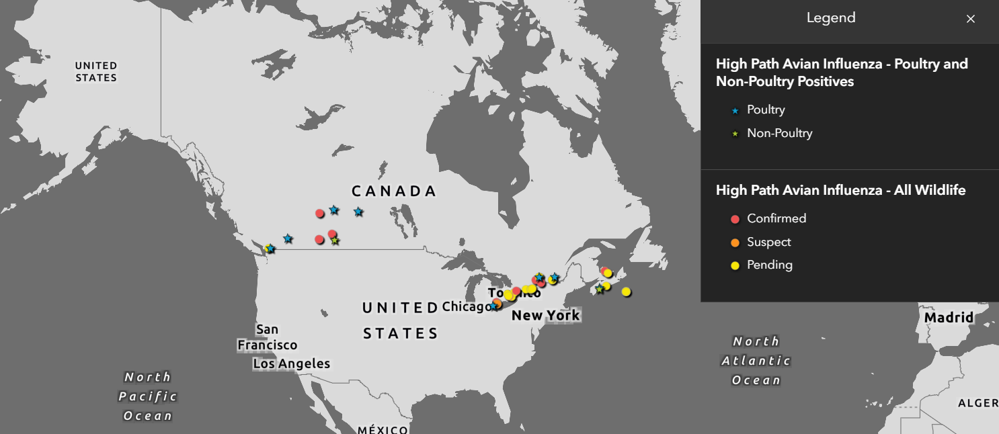 UNITED
STATES
CANADA
UNITED
STATES
Chicago
New York
San
Francisco
Los Angeles
North
Pacific
Ocean
MÉXICO
North
Atlantic
Ocean
Madrid
ALGER
Legend
High Path Avian Influenza - Poultry and
Non-Poultry Positives
Poultry
Non-Poultry
High Path Avian Influenza - All Wildlife
Confirmed
Suspect
Pending